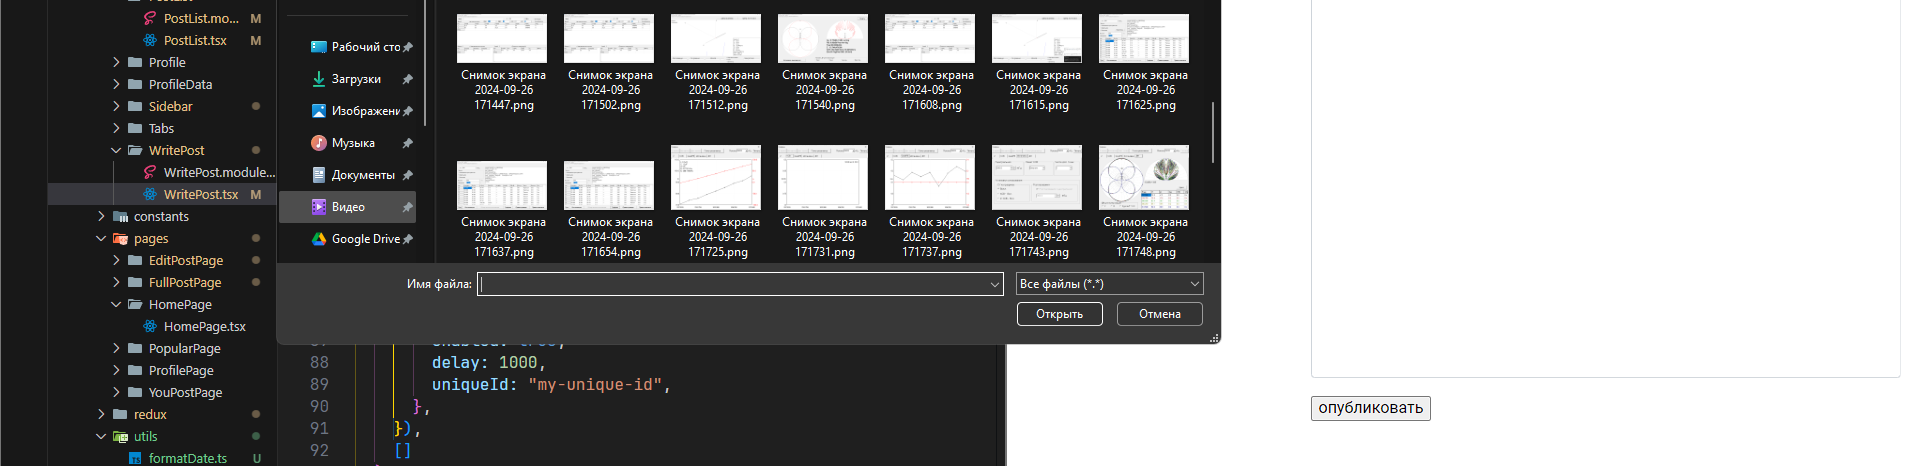 PostList.mo... M
PostList.tsx M
Profile
ProfileData
Sidebar
Tabs
WritePost
WritePost.module...
WritePost.tsx M
constants
pages
EditPostPage
FullPostPage
HomePage
HomePage.tsx
PopularPage
ProfilePage
YouPostPage
redux
utils
formatDate.ts U
Рабочий сто
Загрузки
Изображени
Музыка
Документы
Видео
Google Drive
Снимок экрана 2024-09-26 171447.png
Снимок экрана 2024-09-26 171502.png
Снимок экрана 2024-09-26 171512.png
Снимок экрана 2024-09-26 171540.png
Снимок экрана 2024-09-26 171608.png
Снимок экрана 2024-09-26 171615.png
Снимок экрана 2024-09-26 171625.png
Снимок экрана 2024-09-26 171637.png
Снимок экрана 2024-09-26 171654.png
Снимок экрана 2024-09-26 171725.png
Снимок экрана 2024-09-26 171731.png
Снимок экрана 2024-09-26 171737.png
Снимок экрана 2024-09-26 171743.png
Снимок экрана 2024-09-26 171748.png
Имя файла:
Все файлы (*.*)
Открыть
Отмена
88 delay: 1000,
89 uniqueId: "my-unique-id",
90 },
91 }),
92 []
опубликовать